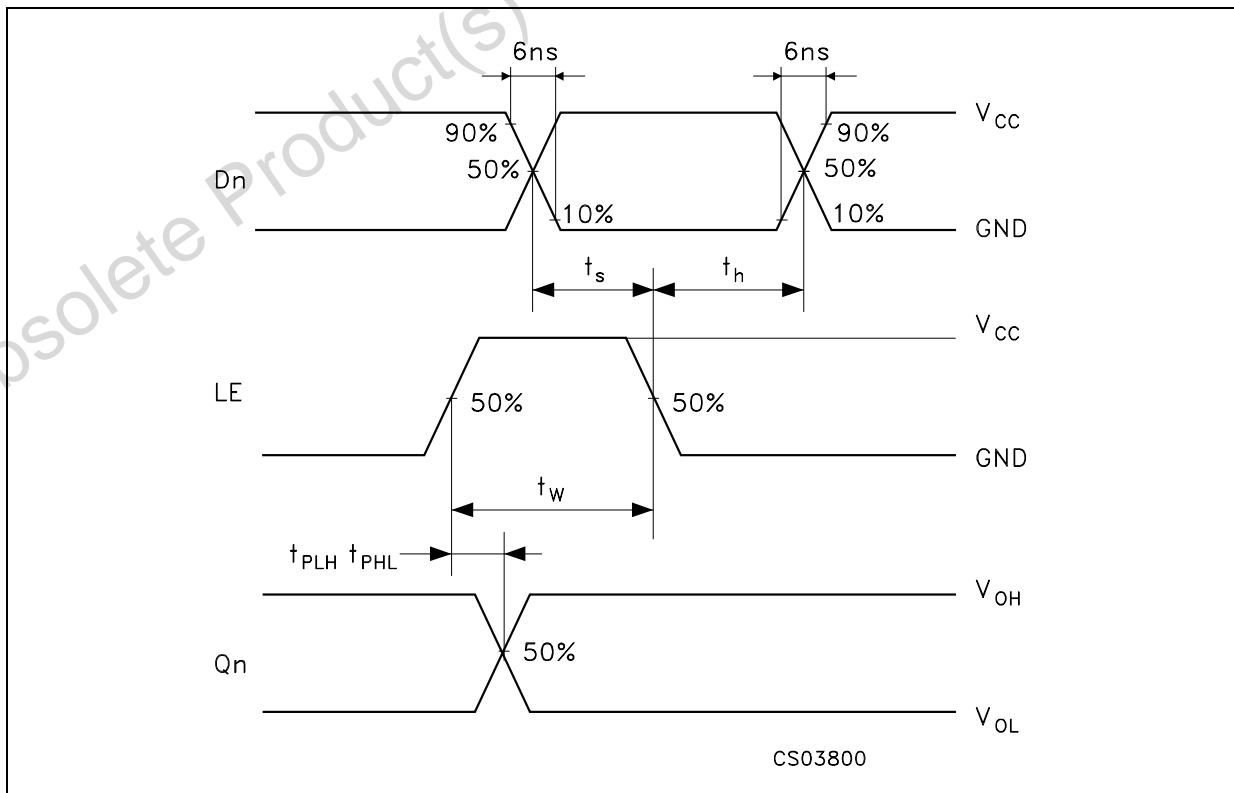 6ns 6ns
V_CC
90% 90%
Dn 50% 50%
10% 10%
GND
t_s t_h
V_CC
LE 50% 50%
GND
t_W
t_PLH t_PHL
V_OH
Qn 50%
V_OL
CS03800
bsolete Product(s)